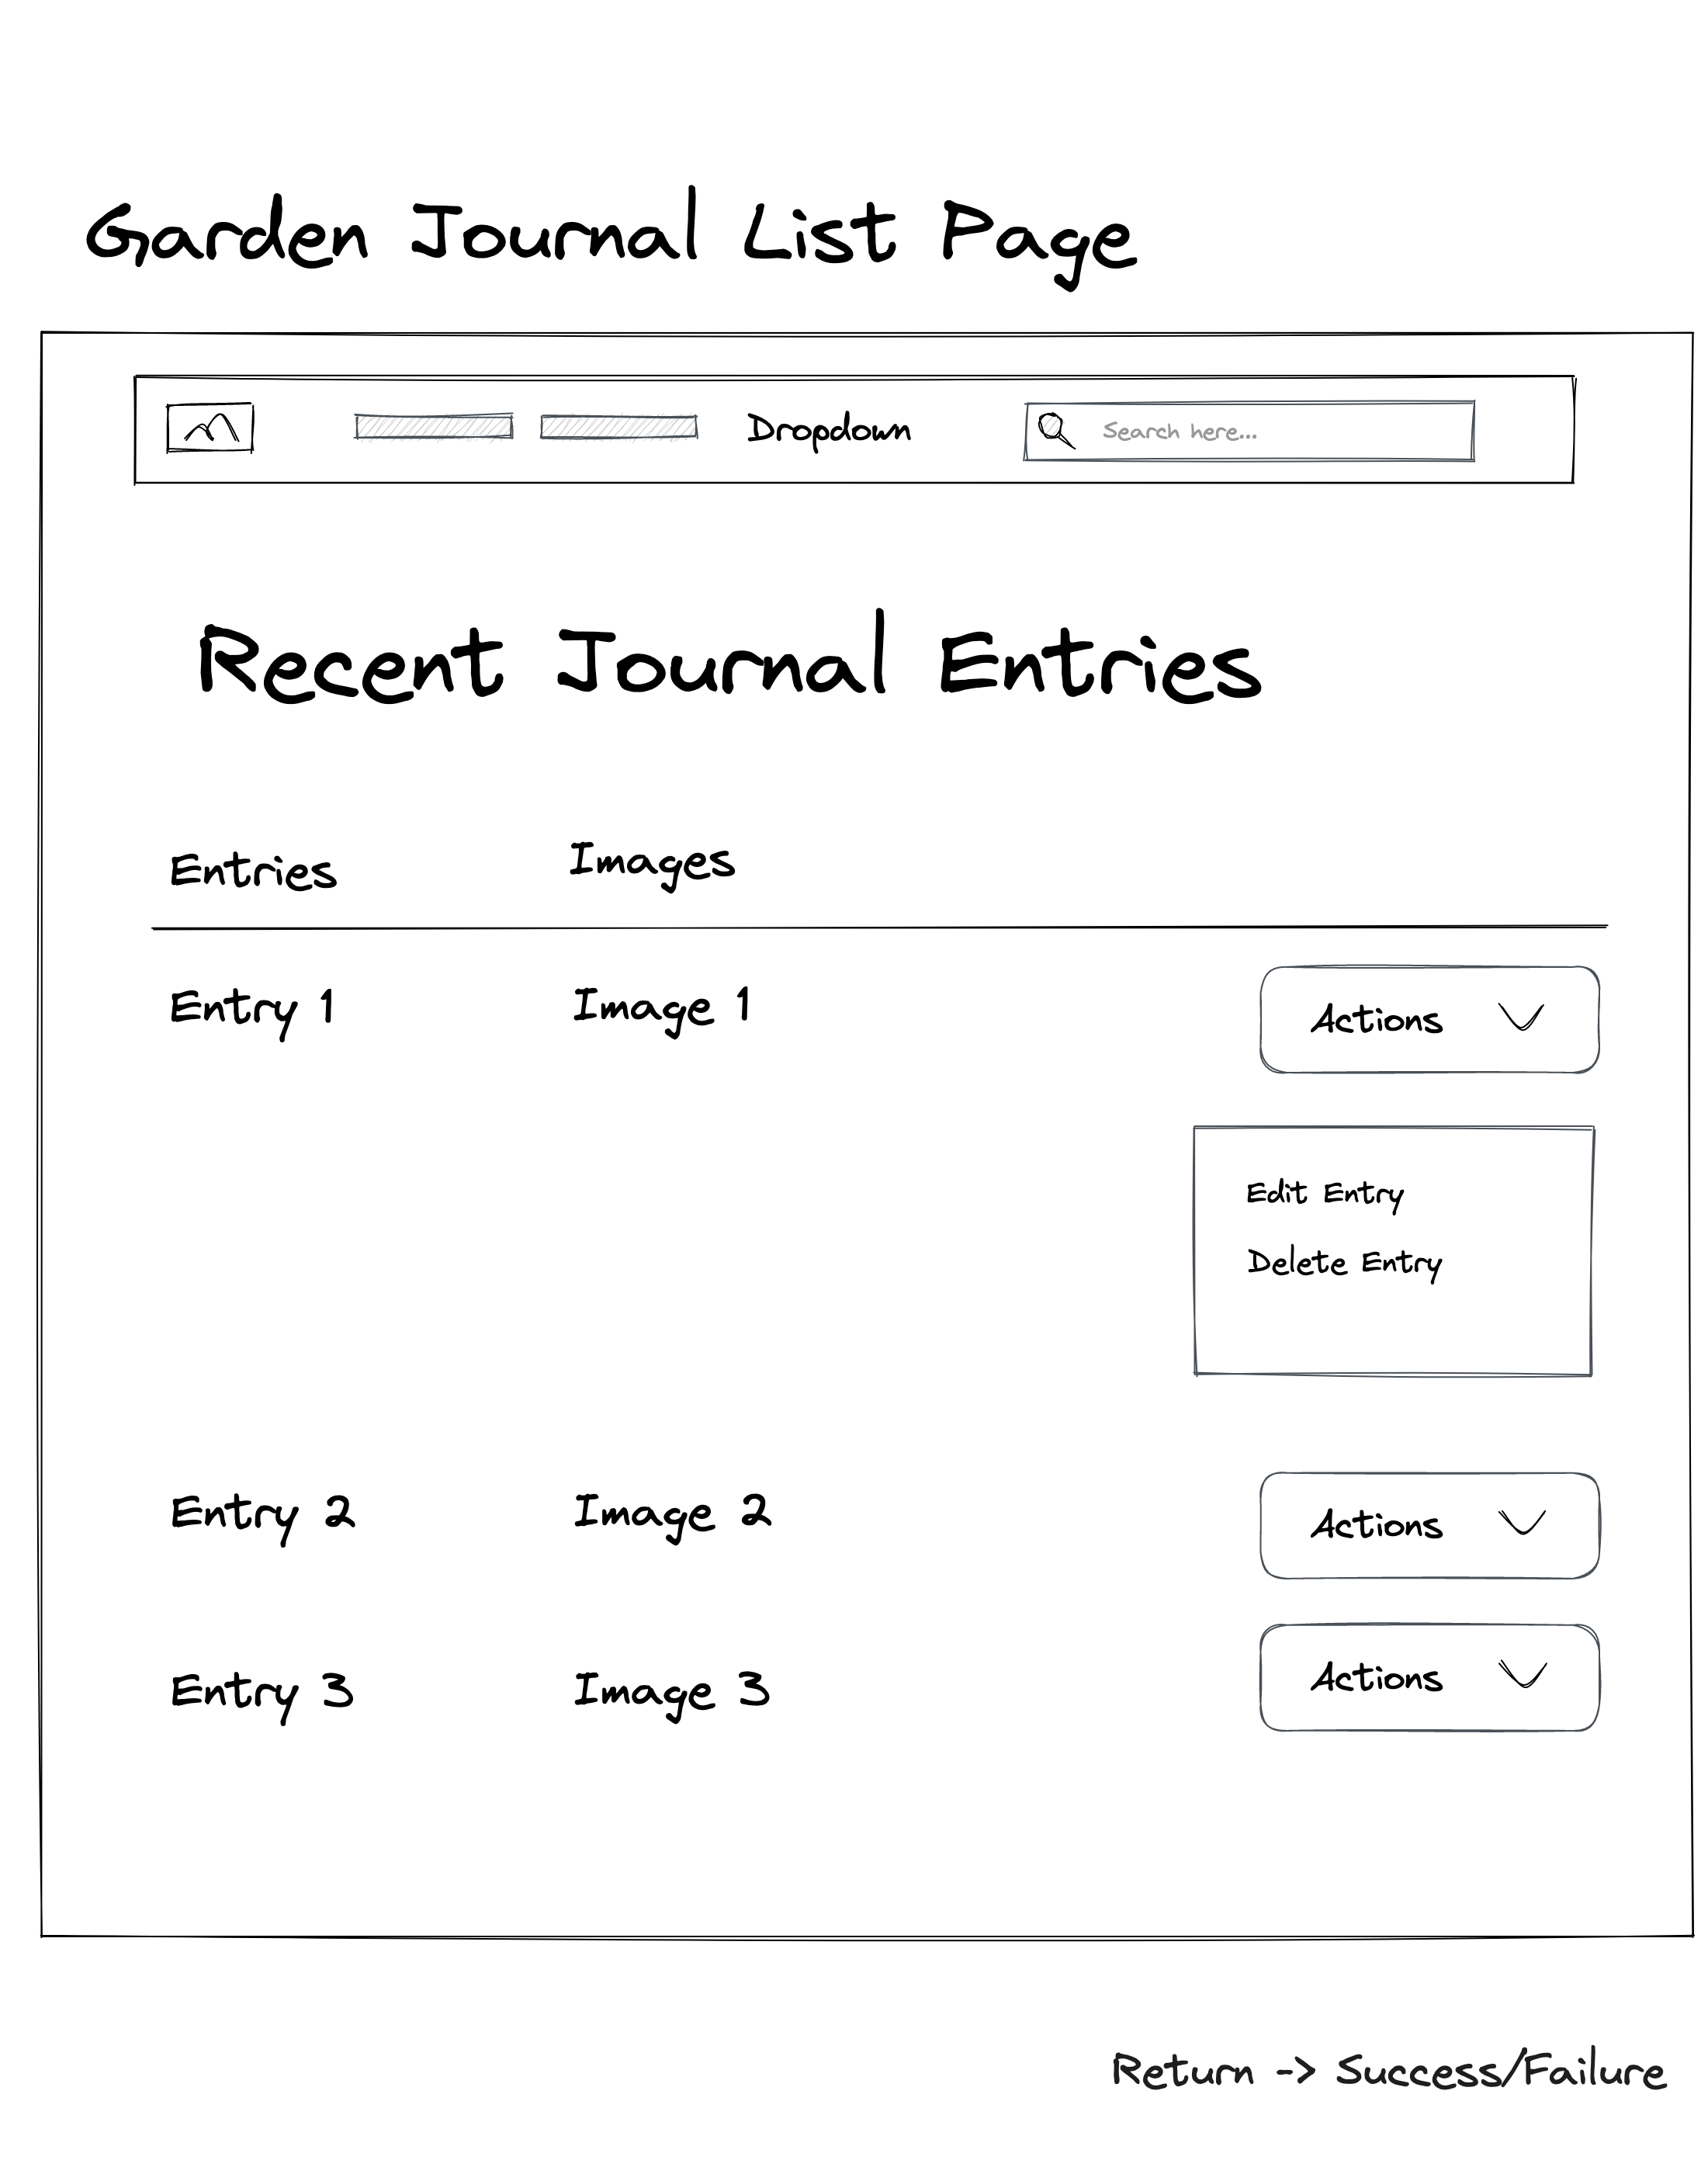 Garden Journal List Page
Dropdown
Search here...
Recent Journal Entries
Entries
Images
Entry 1
Image 1
Actions
Edit Entry
Delete Entry
Entry 2
Image 2
Actions
Entry 3
Image 3
Actions
Return -> Success/Failure